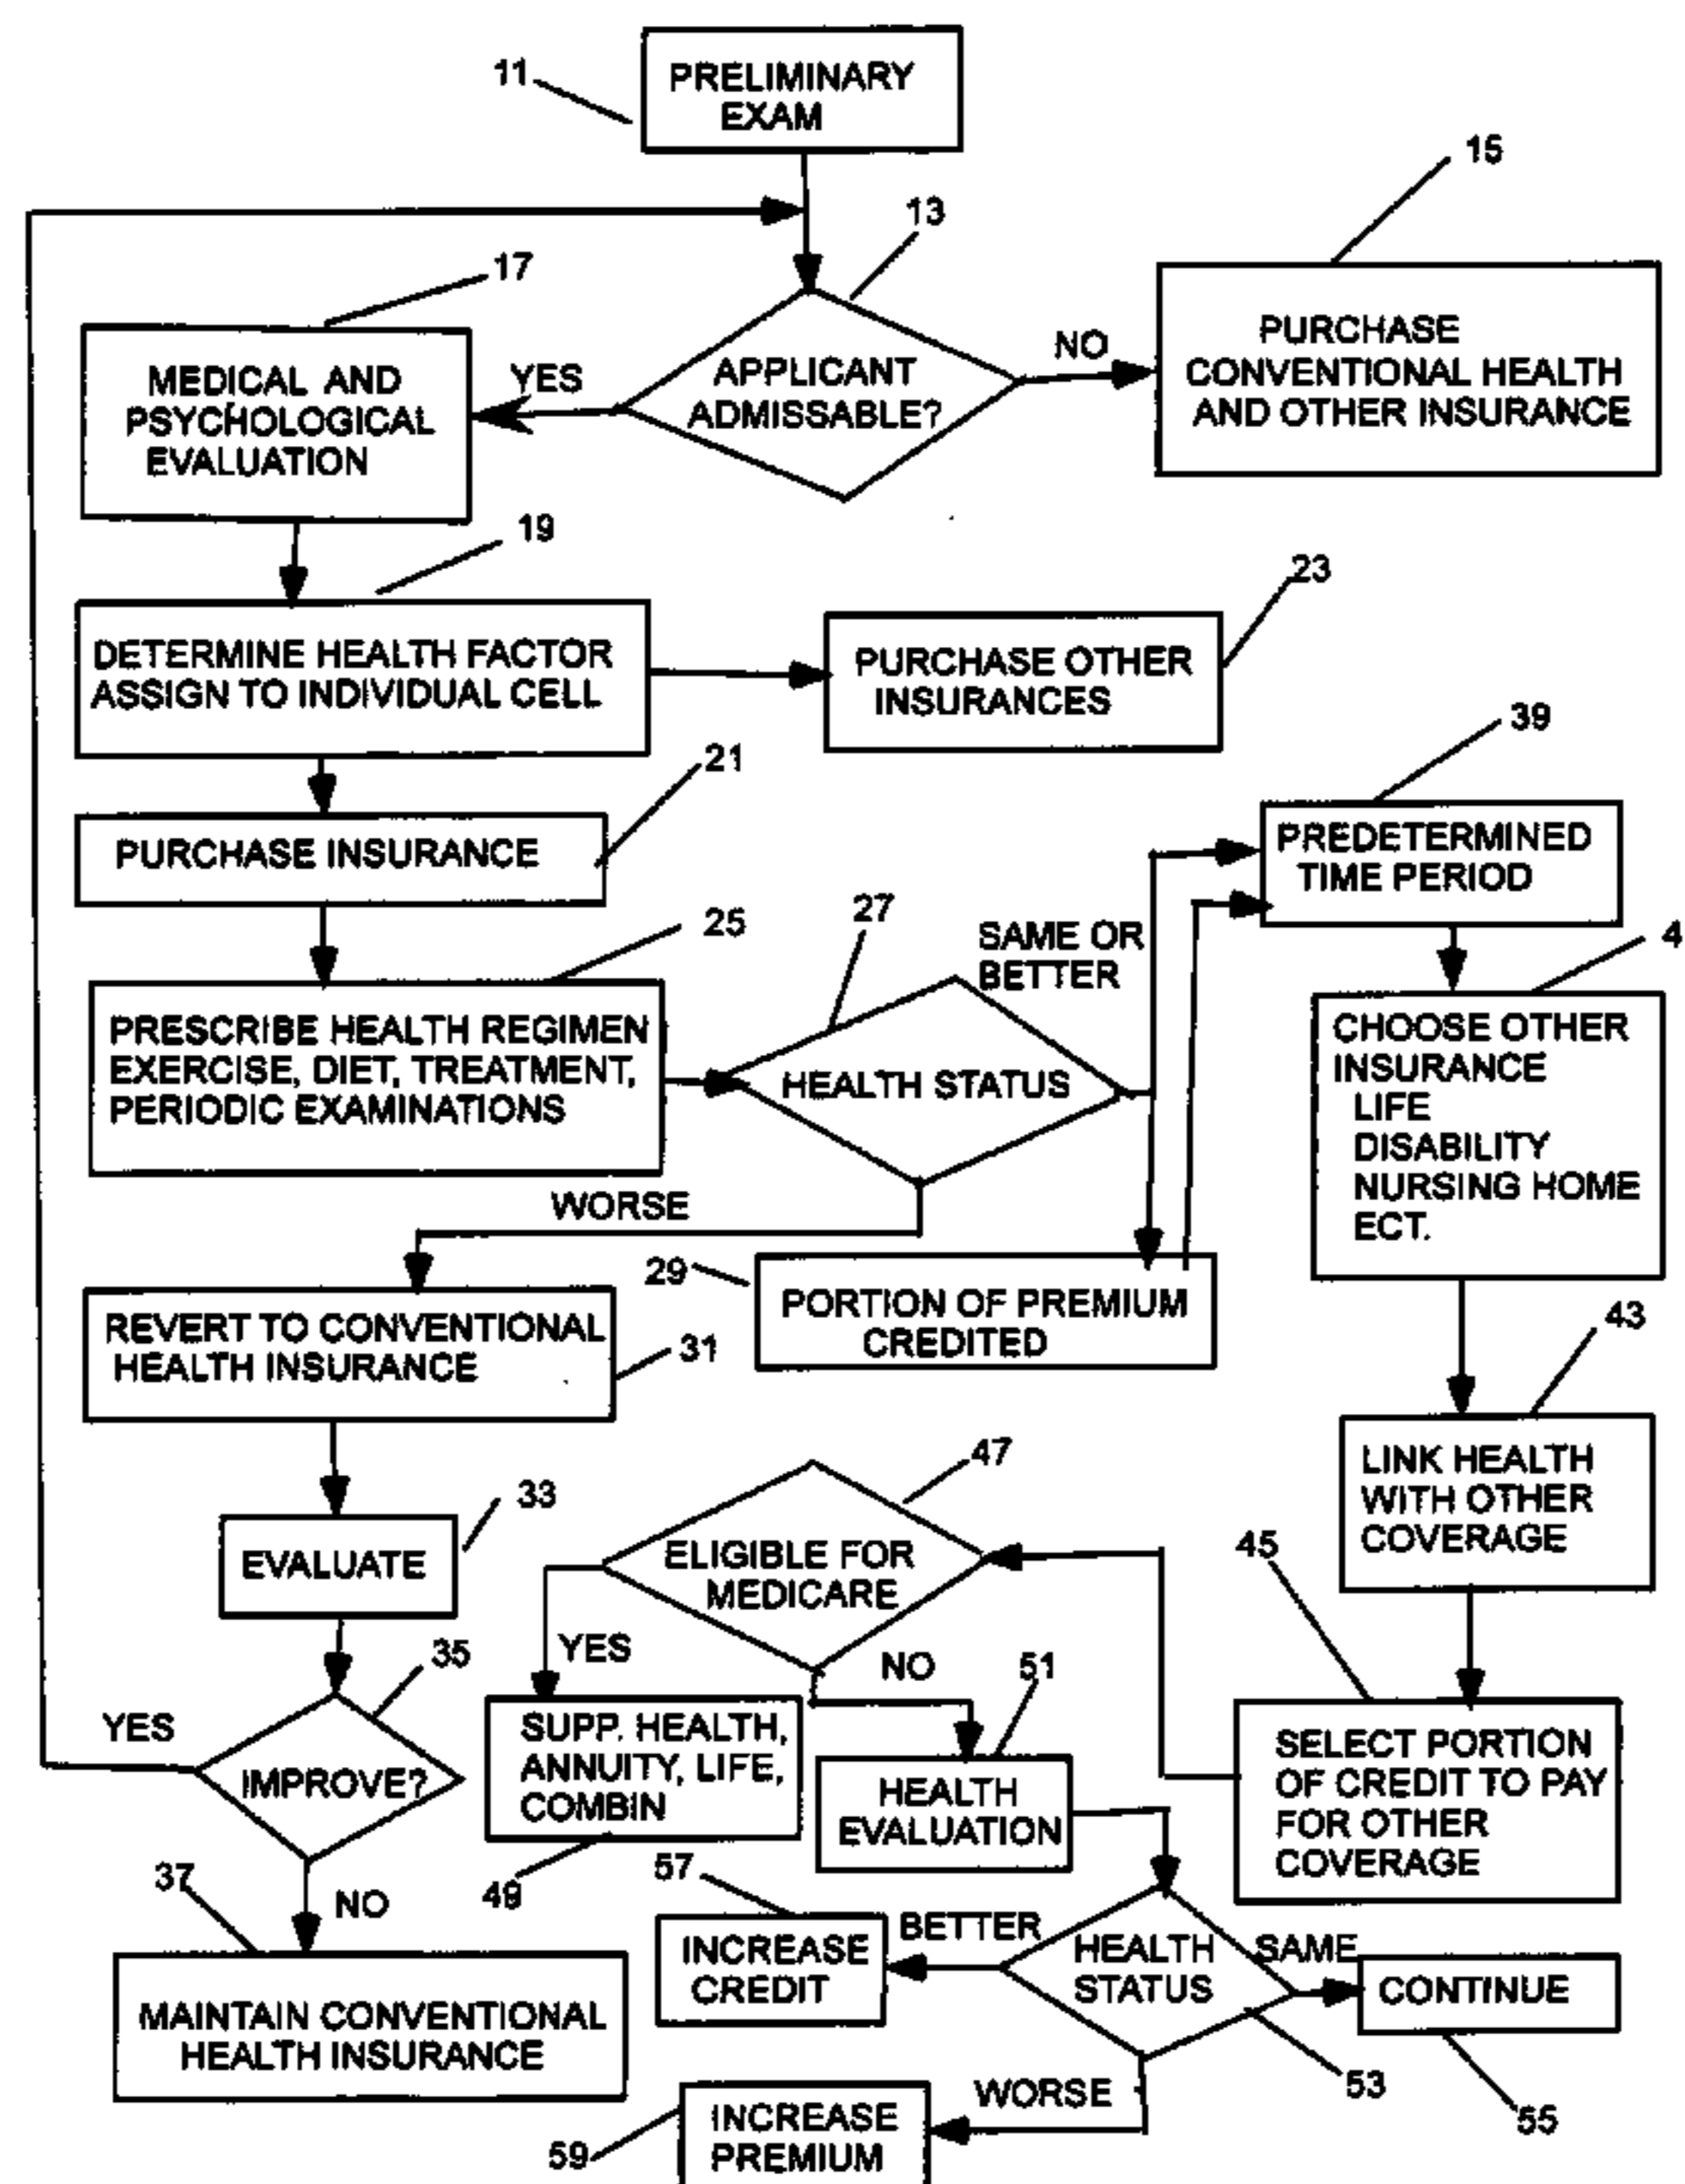 11
PRELIMINARY
EXAM
15
13
17
PURCHASE
CONVENTIONAL HEALTH
AND OTHER INSURANCE
NO
APPLICANT
ADMISSABLE?
YES
MEDICAL AND
PSYCHOLOGICAL
EVALUATION
19
23
DETERMINE HEALTH FACTOR
ASSIGN TO INDIVIDUAL CELL
PURCHASE OTHER
INSURANCES
39
21
PURCHASE INSURANCE
PREDETERMINED
TIME PERIOD
25
27
SAME OR
BETTER
4
PRESCRIBE HEALTH REGIMEN
EXERCISE, DIET, TREATMENT,
PERIODIC EXAMINATIONS
HEALTH STATUS
CHOOSE OTHER
INSURANCE
LIFE
DISABILITY
NURSING HOME
ECT.
WORSE
29
PORTION OF PREMIUM
CREDITED
REVERT TO CONVENTIONAL
HEALTH INSURANCE
31
43
LINK HEALTH
WITH OTHER
COVERAGE
47
33
EVALUATE
ELIGIBLE FOR
MEDICARE
45
YES
NO
51
35
YES
IMPROVE?
SUPP. HEALTH,
ANNUITY, LIFE,
COMBIN
HEALTH
EVALUATION
SELECT PORTION
OF CREDIT TO PAY
FOR OTHER
COVERAGE
49
57
37
NO
INCREASE
CREDIT
BETTER
HEALTH
STATUS
SAME
CONTINUE
MAINTAIN CONVENTIONAL
HEALTH INSURANCE
53
55
WORSE
59
INCREASE
PREMIUM